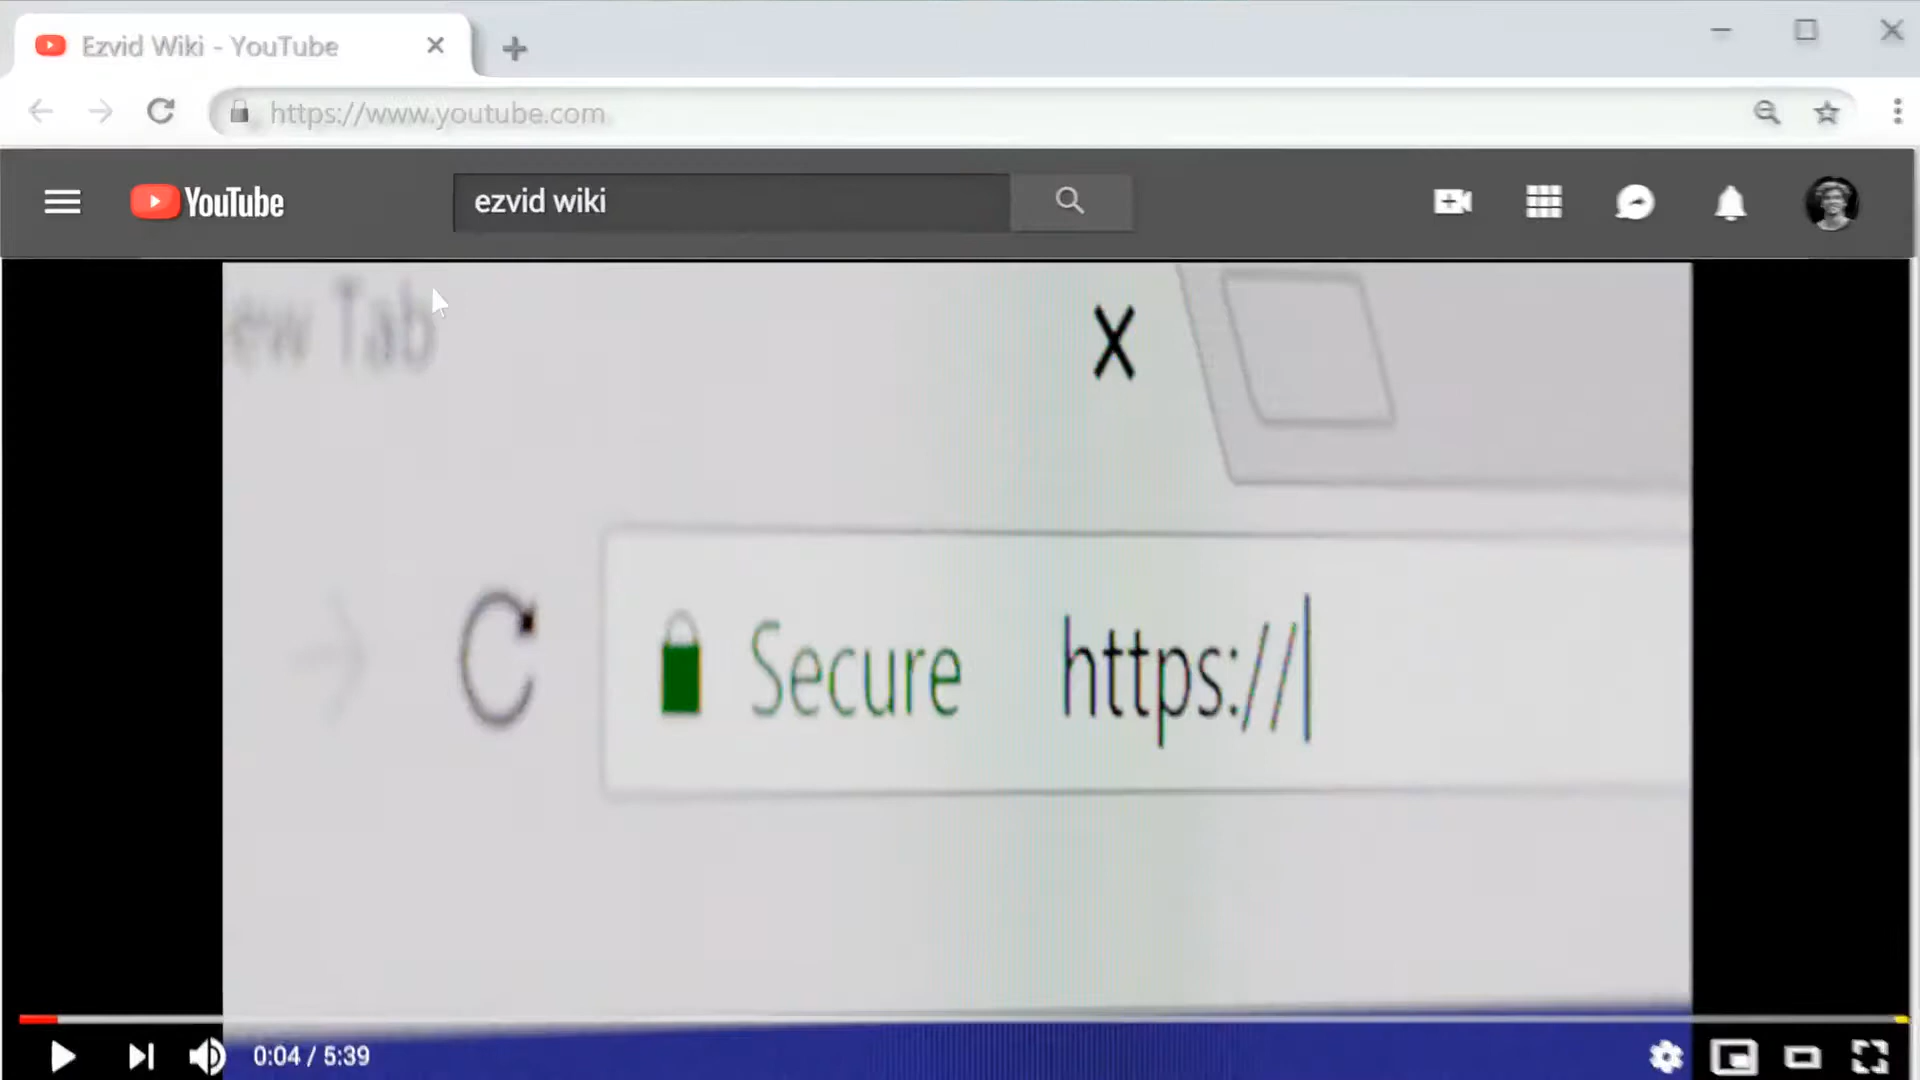 Ezvid Wiki - YouTube
https://www.youtube.com
YouTube
ezvid wiki
ew Tab
X
Secure https://
0:04 / 5:39